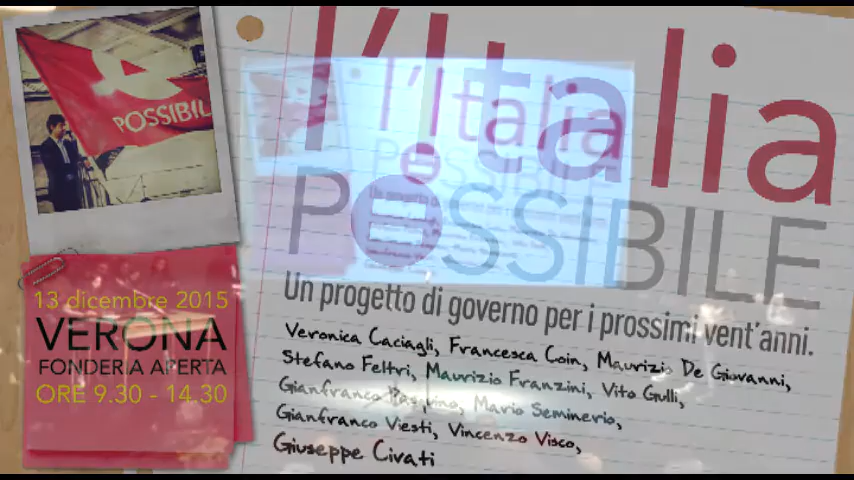 POSSIBIL
l'Italia
POSSIBILE
Un progetto di governo per i prossimi vent'anni.
13 dicembre 2015
VERONA
FONDERIA APERTA
ORE 9.30 - 14.30
Veronica Caciagli, Francesca Coin, Maurizio De Giovanni,
Stefano Feltri, Maurizio Franzini, Vito Gulli,
Gianfranco Pasquino, Mario Seminerio,
Gianfranco Viesti, Vincenzo Visco,
Giuseppe Civati
l'Italia
POSSIBILE